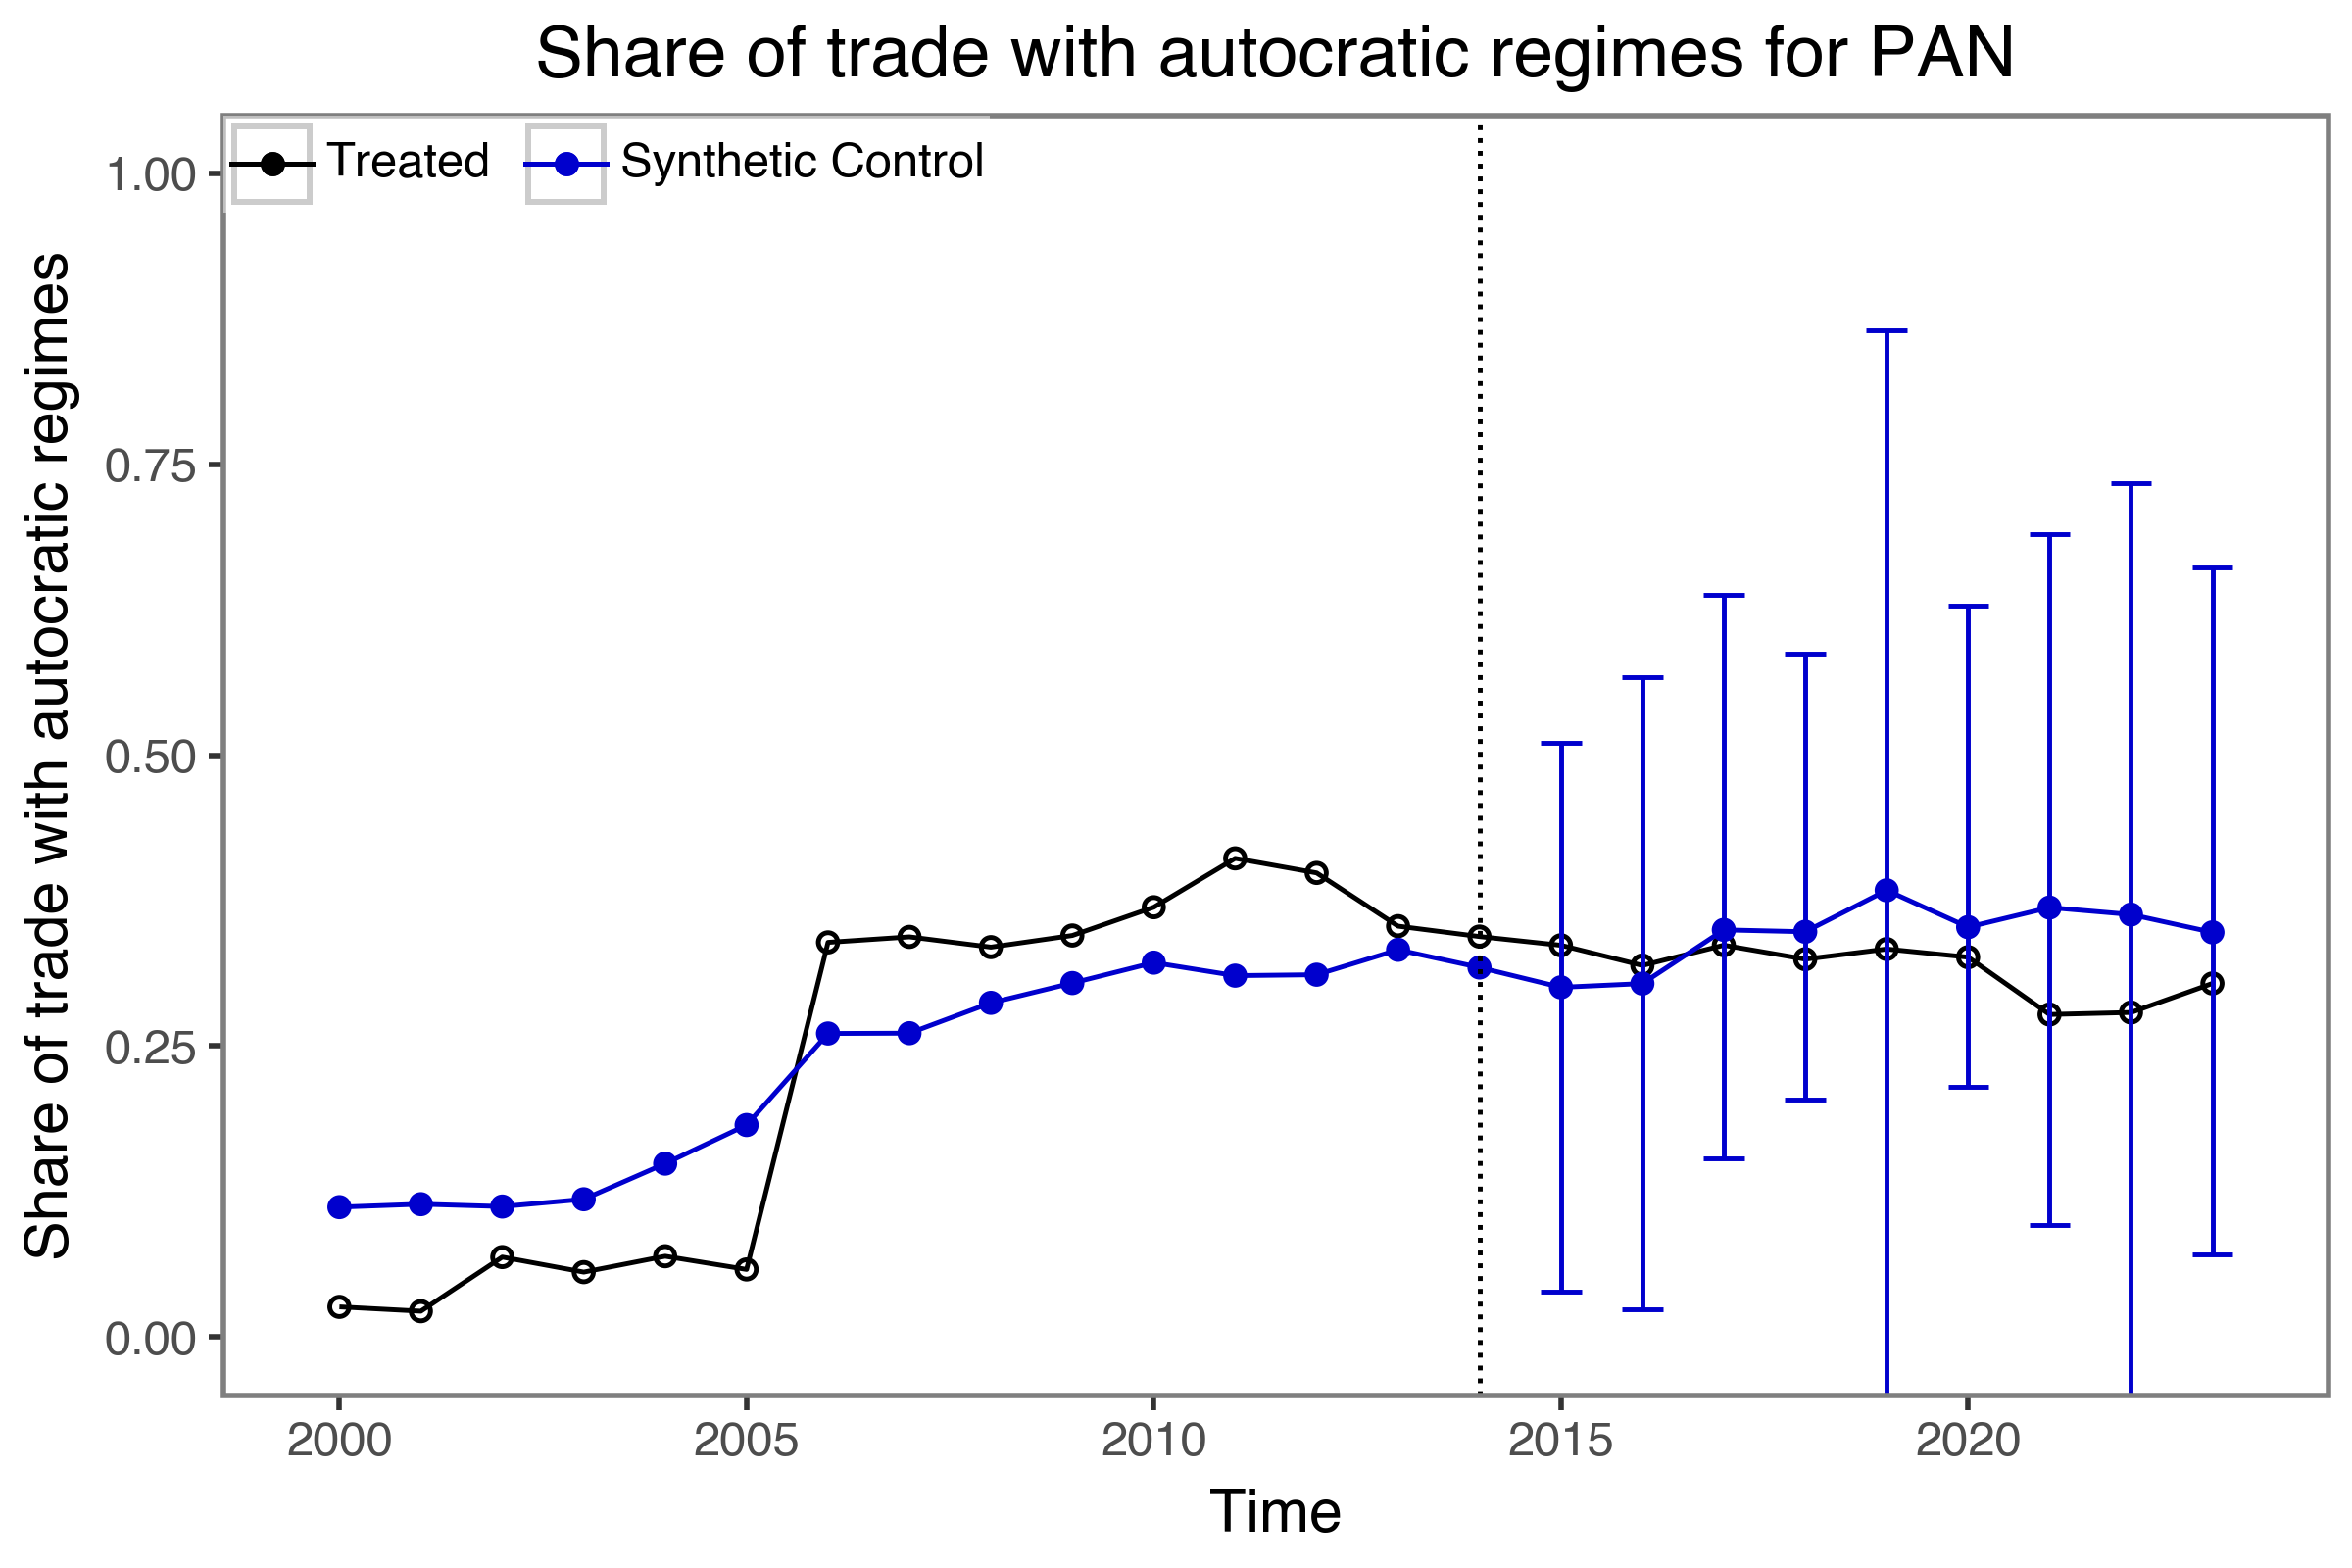 Share of trade with autocratic regimes for PAN
Treated
Synthetic Control
Share of trade with autocratic regimes
1.00
0.75
0.50
0.25
0.00
2000
2005
2010
2015
2020
Time